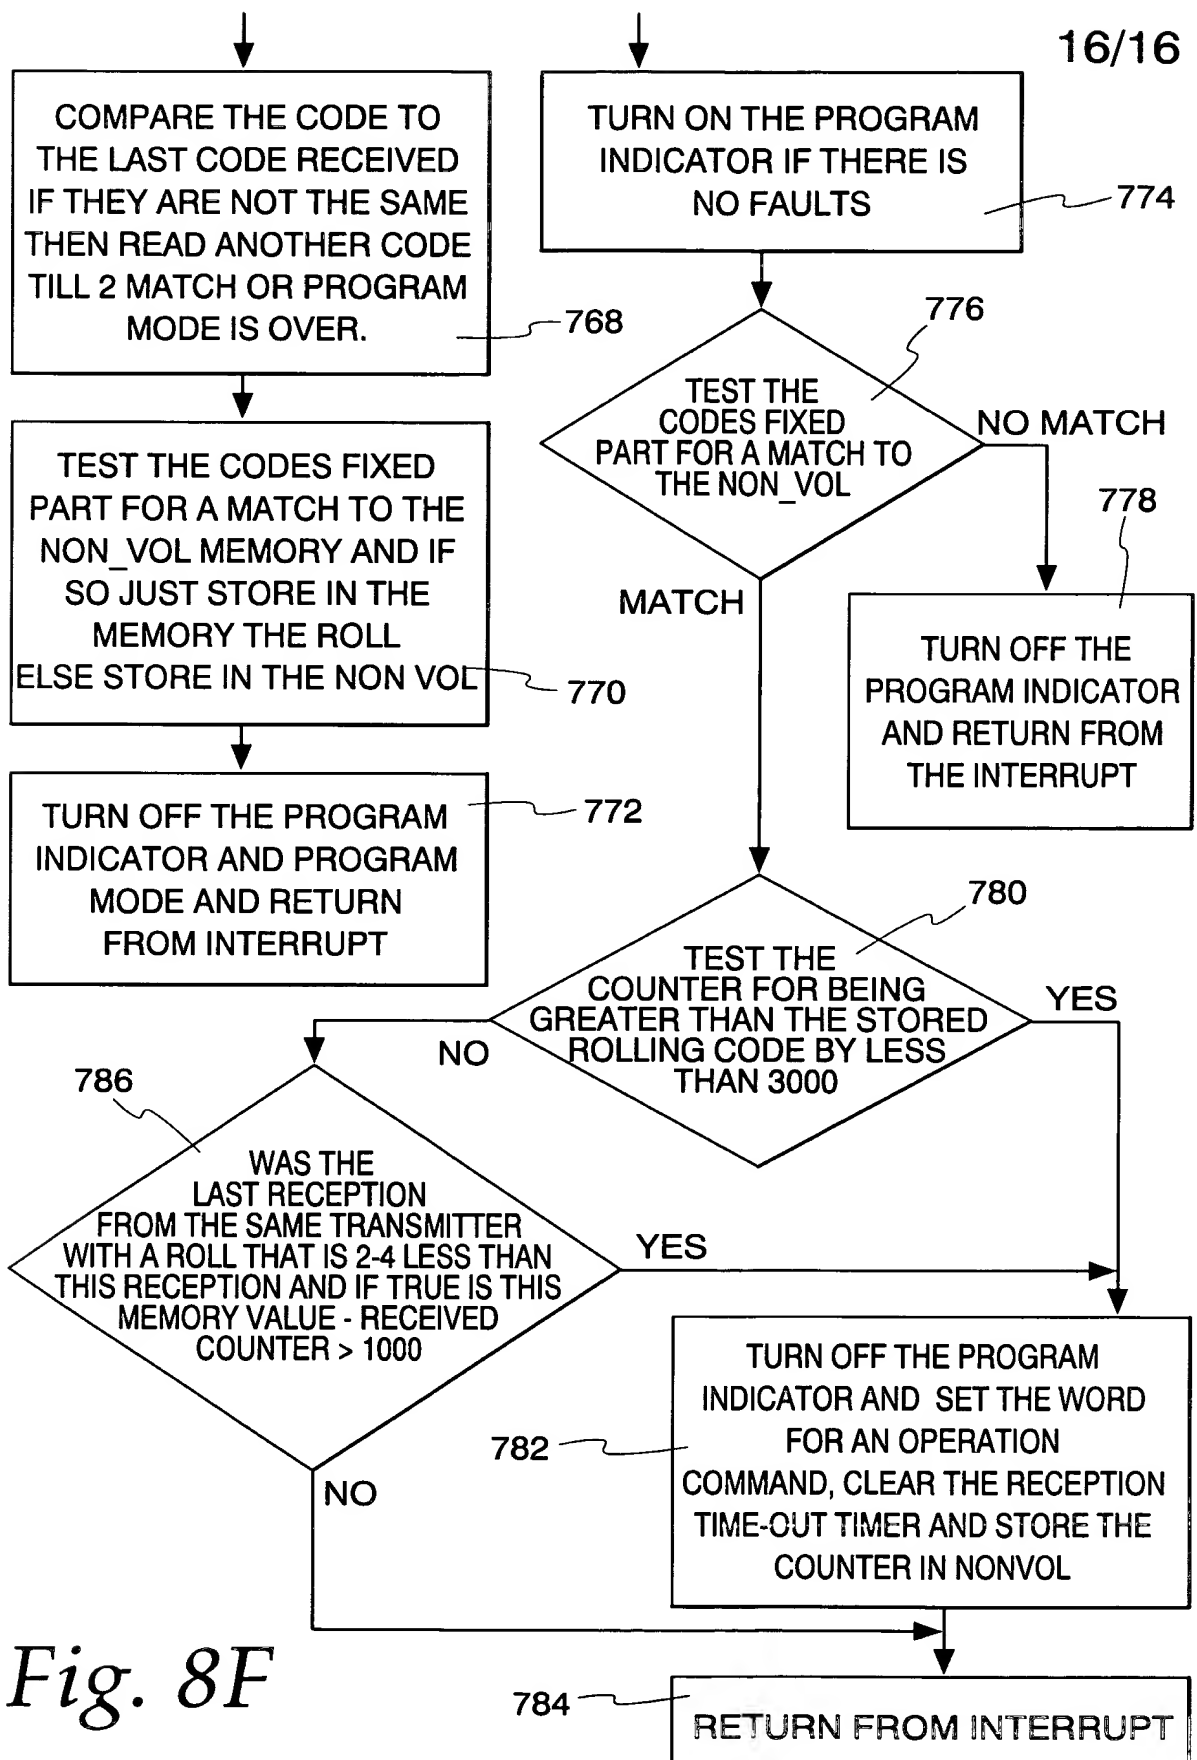 16/16
COMPARE THE CODE TO
THE LAST CODE RECEIVED
IF THEY ARE NOT THE SAME
THEN READ ANOTHER CODE
TILL 2 MATCH OR PROGRAM
MODE IS OVER.
768
TEST THE CODES FIXED
PART FOR A MATCH TO THE
NON_VOL MEMORY AND IF
SO JUST STORE IN THE
MEMORY THE ROLL
ELSE STORE IN THE NON VOL
770
TURN OFF THE PROGRAM
INDICATOR AND PROGRAM
MODE AND RETURN
FROM INTERRUPT
772
TURN ON THE PROGRAM
INDICATOR IF THERE IS
NO FAULTS
774
776
TEST THE
CODES FIXED
PART FOR A MATCH TO
THE NON_VOL
NO MATCH
MATCH
778
TURN OFF THE
PROGRAM INDICATOR
AND RETURN FROM
THE INTERRUPT
780
TEST THE
COUNTER FOR BEING
GREATER THAN THE STORED
ROLLING CODE BY LESS
THAN 3000
YES
NO
786
WAS THE
LAST RECEPTION
FROM THE SAME TRANSMITTER
WITH A ROLL THAT IS 2-4 LESS THAN
THIS RECEPTION AND IF TRUE IS THIS
MEMORY VALUE - RECEIVED
COUNTER > 1000
YES
NO
782
TURN OFF THE PROGRAM
INDICATOR AND SET THE WORD
FOR AN OPERATION
COMMAND, CLEAR THE RECEPTION
TIME-OUT TIMER AND STORE THE
COUNTER IN NONVOL
784
RETURN FROM INTERRUPT
Fig. 8F